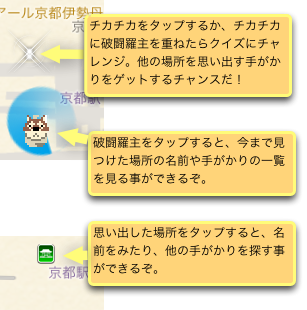 アール京都伊勢丹
京
チカチカをタップするか、チカチカ
に破闘羅主を重ねたらクイズにチャ
レンジ。他の場所を思い出す手がか
りをゲットするチャンスだ！
京都駅
破闘羅主をタップすると、今まで見
つけた場所の名前や手がかりの一覧
を見る事ができるぞ。
思い出した場所をタップすると、名
前をみたり、他の手がかりを探す事
ができるぞ。
京都駅